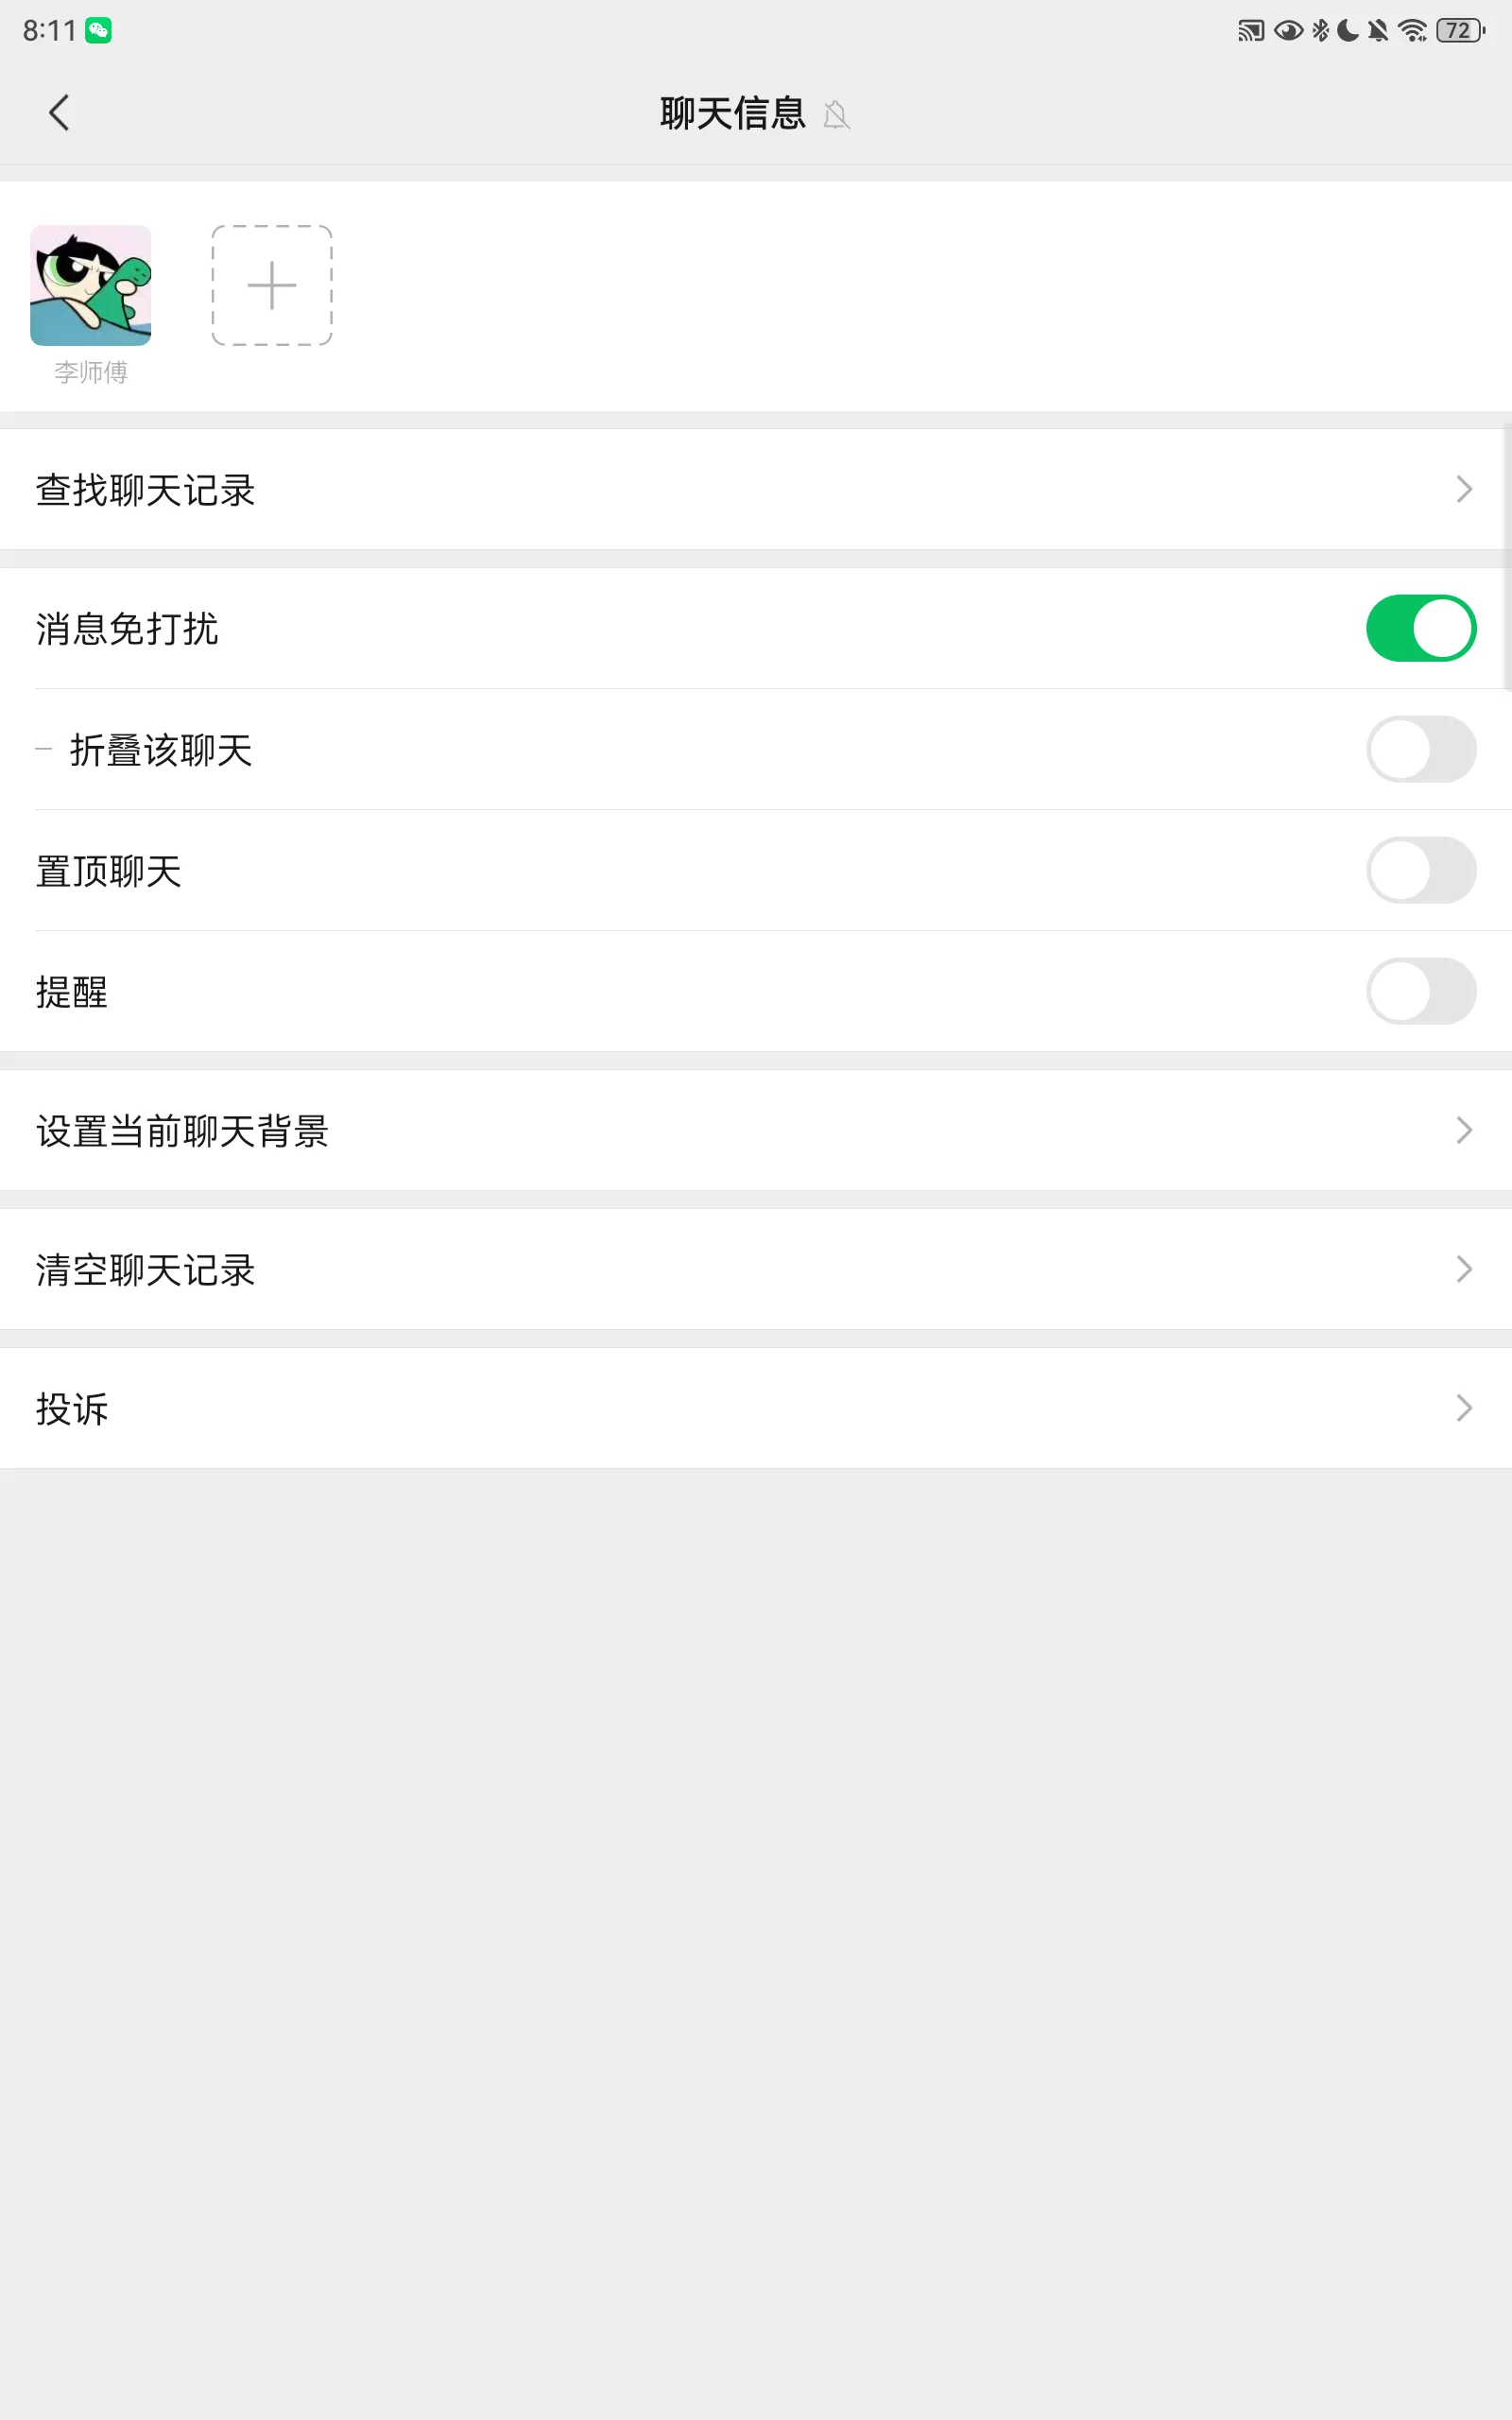 8:11
72
聊天信息
李师傅
查找聊天记录
消息免打扰
折叠该聊天
置顶聊天
提醒
设置当前聊天背景
清空聊天记录
投诉